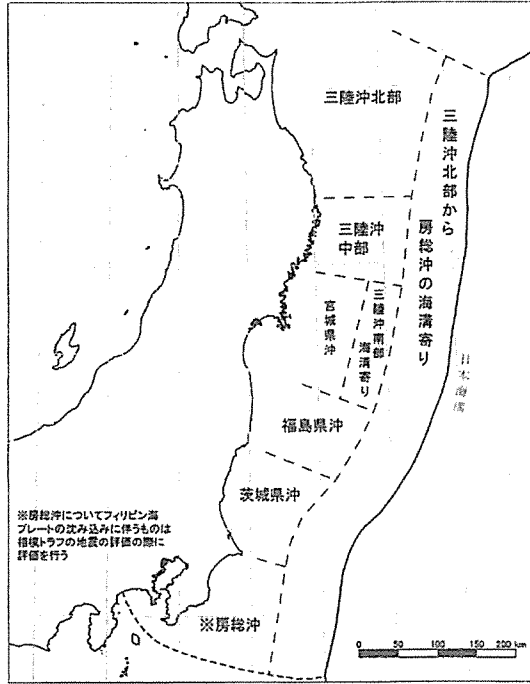 三陸沖北部
三陸沖北部から
房総沖の海溝寄り
三陸沖
中部
宮城県沖
三陸沖南部
海溝寄り
日本海溝
福島県沖
茨城県沖
※房総沖についてフィリピン海
プレートの沈み込みに伴うものは
相模トラフの地震の評価の際に
評価を行う
※房総沖
0 50 100 150 200 km